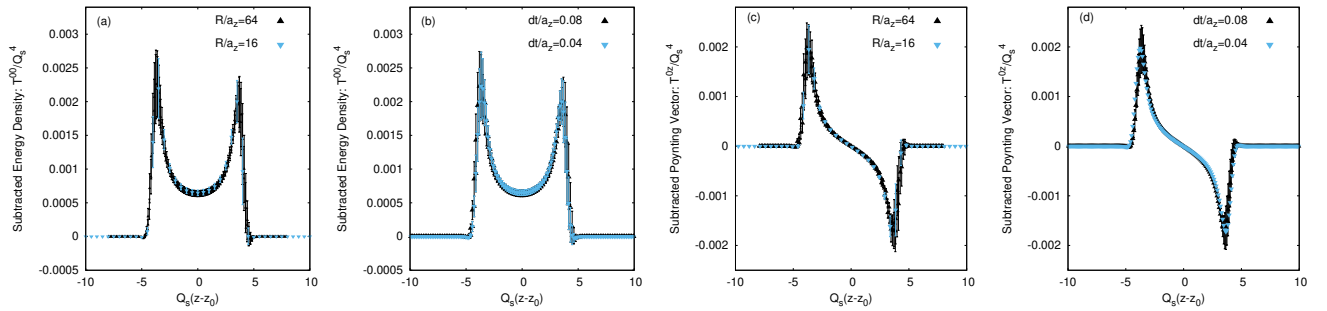 (a)
R/a_z=64
R/a_z=16
Subtracted Energy Density: T^00/Q_s^4
0.003
0.0025
0.002
0.0015
0.001
0.0005
0
-0.0005
-10
-5
0
5
10
Q_s(z-z_0)
(b)
dt/a_z=0.08
dt/a_z=0.04
Subtracted Energy Density: T^00/Q_s^4
0.003
0.0025
0.002
0.0015
0.001
0.0005
0
-0.0005
-10
-5
0
5
10
Q_s(z-z_0)
(c)
R/a_z=64
R/a_z=16
Subtracted Poynting Vector: T^0z/Q_s^4
0.002
0.001
0
-0.001
-0.002
-10
-5
0
5
10
Q_s(z-z_0)
(d)
dt/a_z=0.08
dt/a_z=0.04
Subtracted Poynting Vector: T^0z/Q_s^4
0.002
0.001
0
-0.001
-0.002
-10
-5
0
5
10
Q_s(z-z_0)